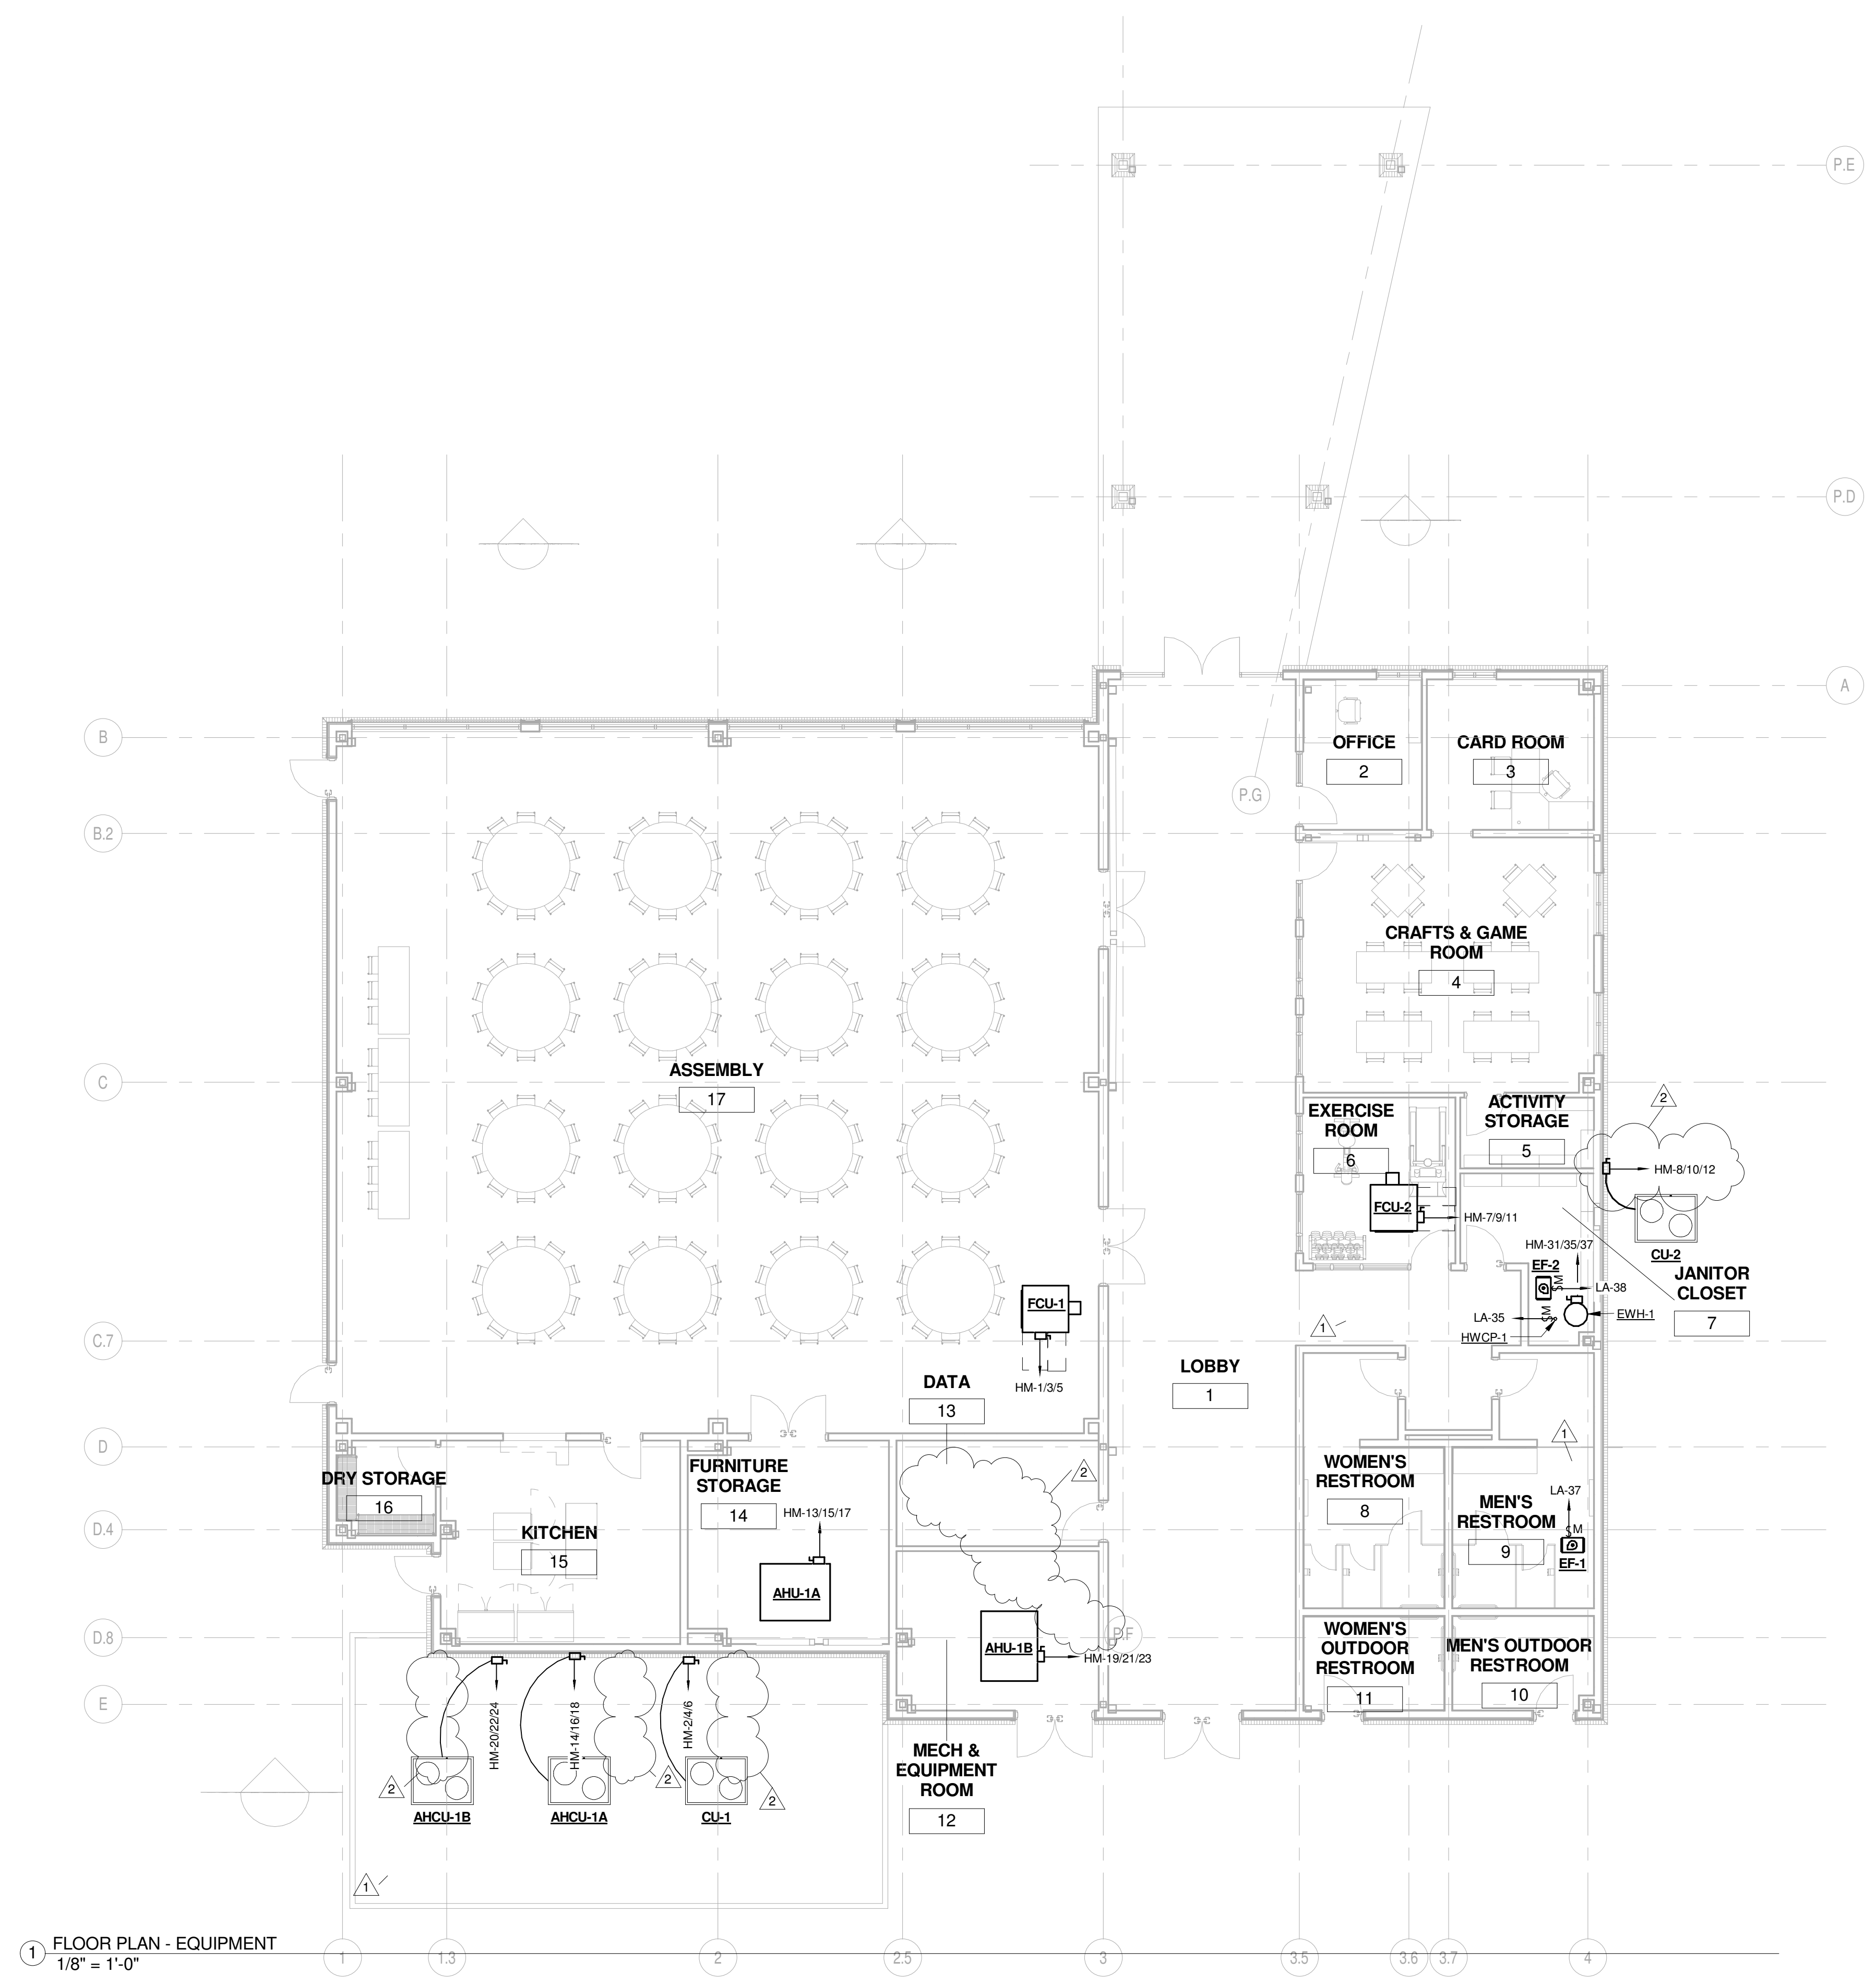 P.E
P.D
A
B
OFFICE
2
CARD ROOM
3
P.G
B.2
CRAFTS & GAME
ROOM
4
ASSEMBLY
17
C
2
EXERCISE
ROOM
6
ACTIVITY
STORAGE
5
HM-8/10/12
FCU-2
HM-7/9/11
CU-2
HM-31/35/37
EF-2
SM
LA-38
JANITOR
CLOSET
7
FCU-1
SM
LA-35
EWH-1
HWCP-1
1
C.7
HM-1/3/5
LOBBY
1
DATA
13
D
1
DRY STORAGE
16
FURNITURE
STORAGE
14
HM-13/15/17
2
WOMEN'S
RESTROOM
8
LA-37
MEN'S
RESTROOM
9
SM
EF-1
D.4
KITCHEN
15
AHU-1A
D.8
AHU-1B
P.F
HM-19/21/23
WOMEN'S
OUTDOOR
RESTROOM
11
MEN'S OUTDOOR
RESTROOM
10
E
HM-20/22/24
HM-14/16/18
HM-2/4/6
2
2
2
AHCU-1B
AHCU-1A
CU-1
MECH &
EQUIPMENT
ROOM
12
1
1
FLOOR PLAN - EQUIPMENT
1/8" = 1'-0"
1
1.3
2
2.5
3
3.5
3.6
3.7
4